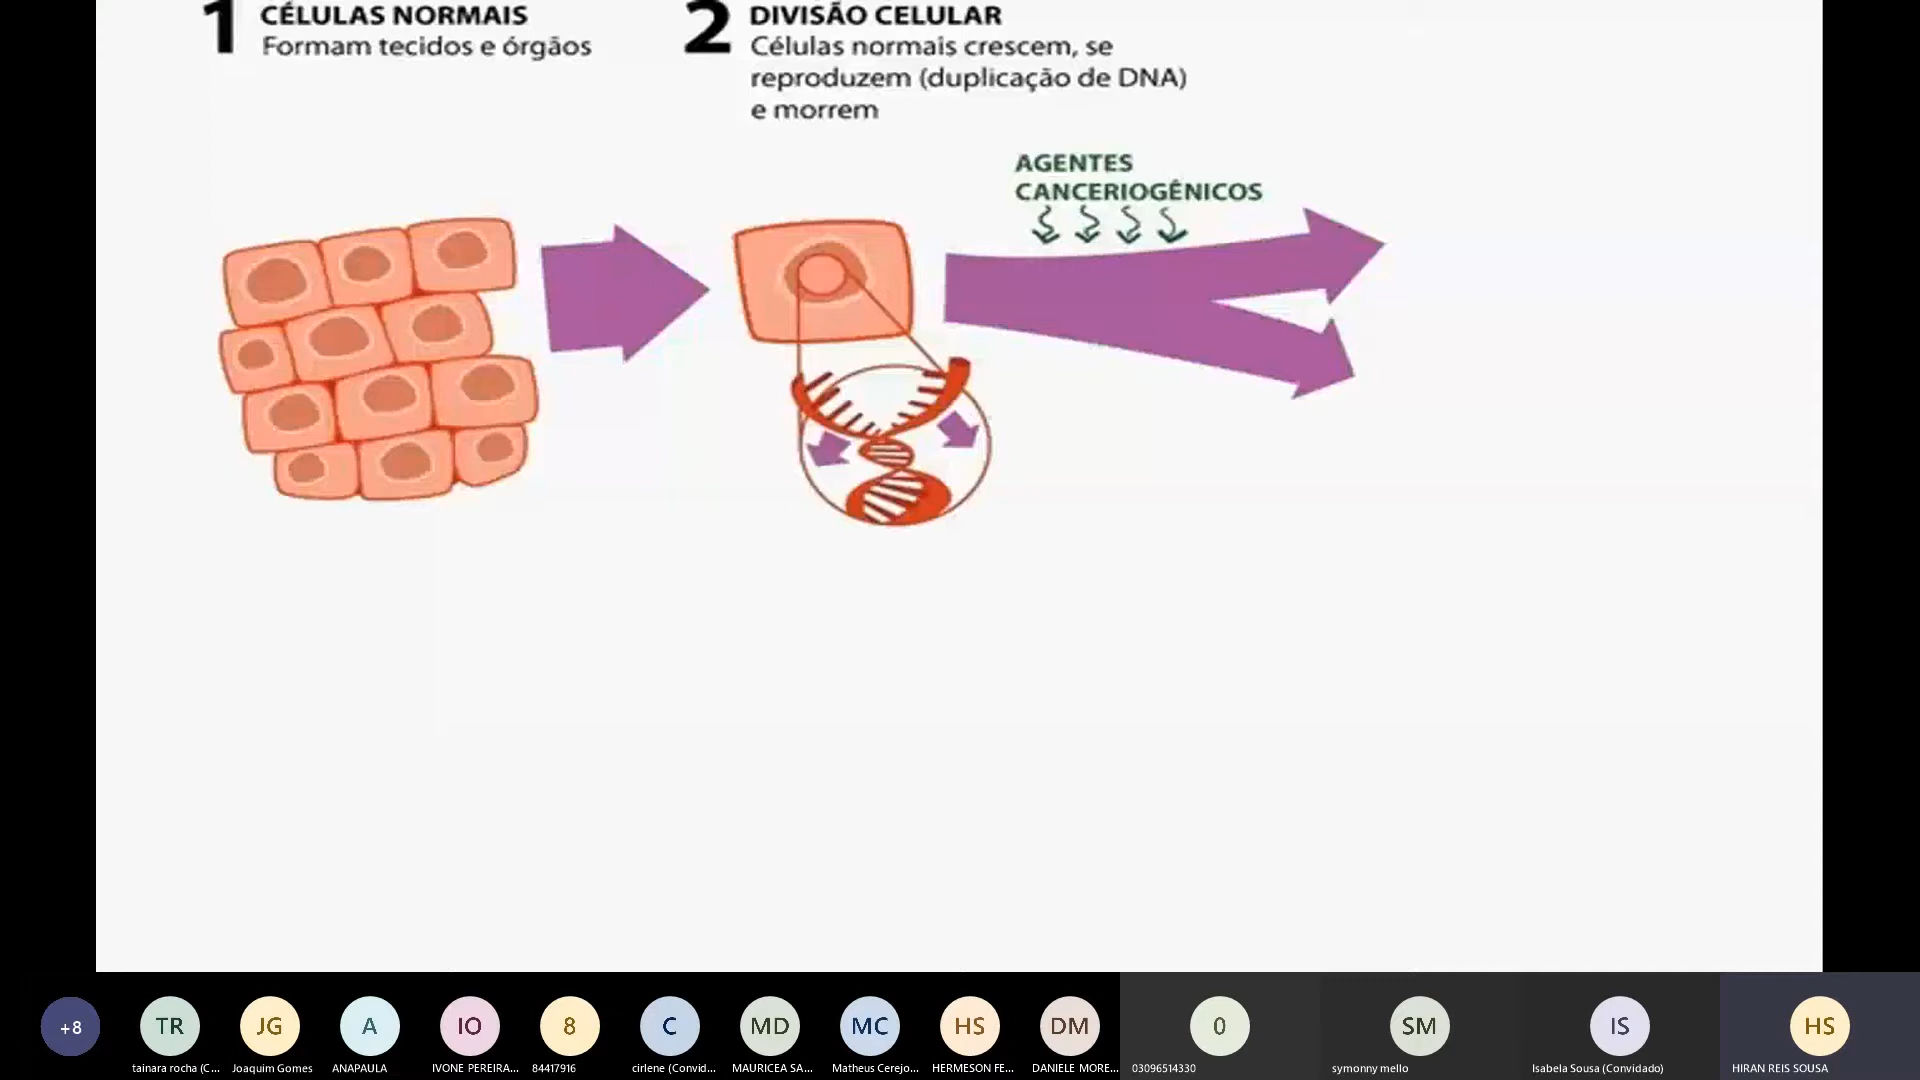 1 CÉLULAS NORMAIS
Formam tecidos e órgãos
2 DIVISÃO CELULAR
Células normais crescem, se
reproduzem (duplicação de DNA)
e morrem
AGENTES
CANCERIOGÊNICOS
+8
TR
JG
A
IO
8
C
MD
MC
HS
DM
0
SM
IS
HS
tainara rocha (C...
Joaquim Gomes
ANAPAULA
IVONE PEREIRA...
84417916
cirlene (Convid...
MAURICEA SA...
Matheus Cerejo...
HERMESON FE...
DANIELE MORE...
03096514330
symonny mello
Isabela Sousa (Convidado)
HIRAN REIS SOUSA